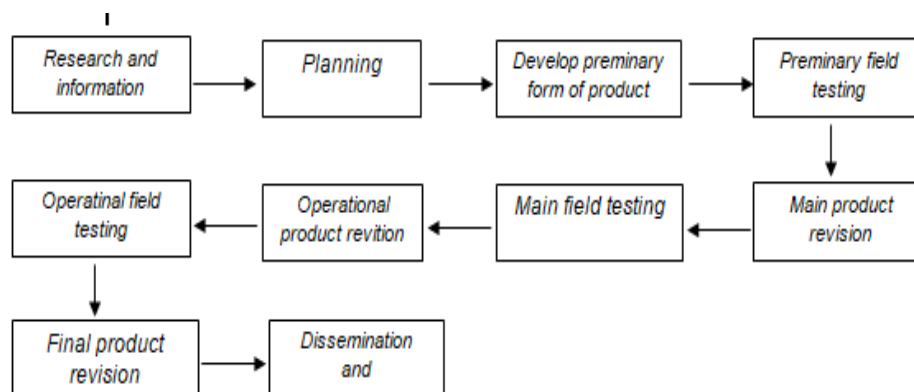 Research and
information
Planning
Develop preminary
form of product
Preminary field
testing
Main product
revision
Main field testing
Operational
product revition
Operatinal field
testing
Final product
revision
Dissemination
and